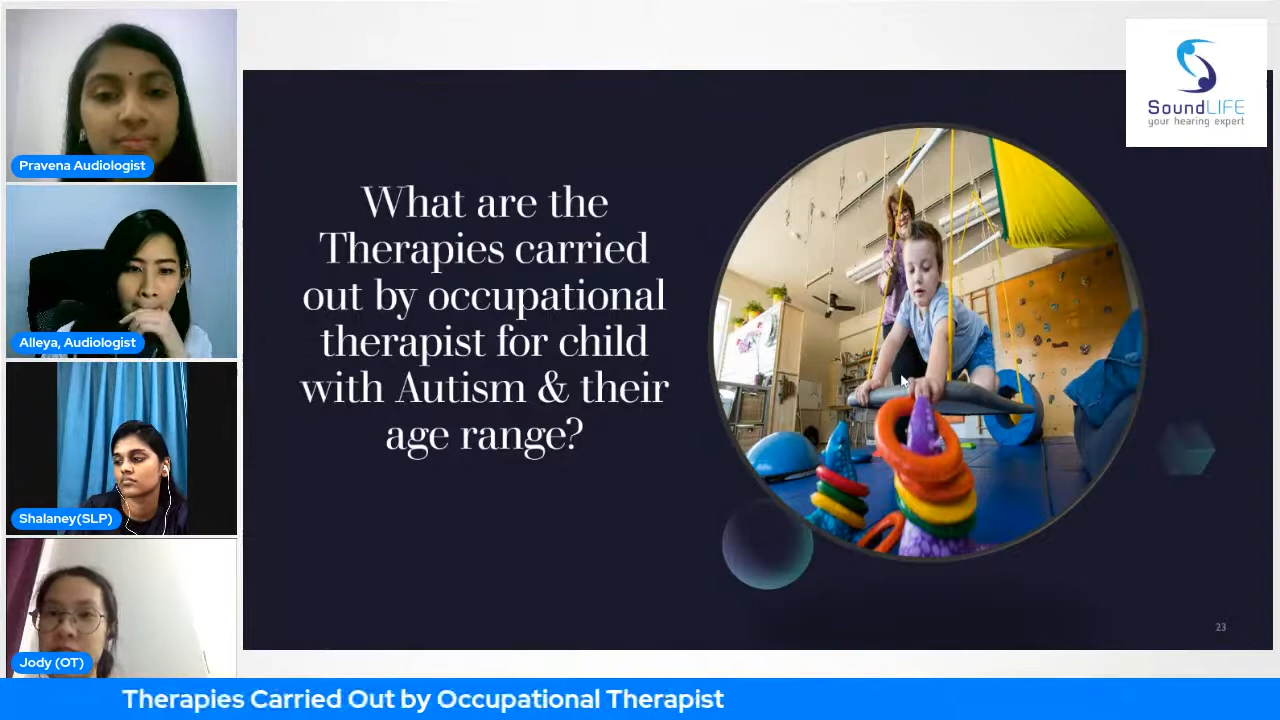 Pravena Audiologist
Alleya, Audiologist
Shalaney(SLP)
Jody (OT)
What are the
Therapies carried
out by occupational
therapist for child
with Autism & their
age range?
SoundLIFE
your hearing expert
23
Therapies Carried Out by Occupational Therapist